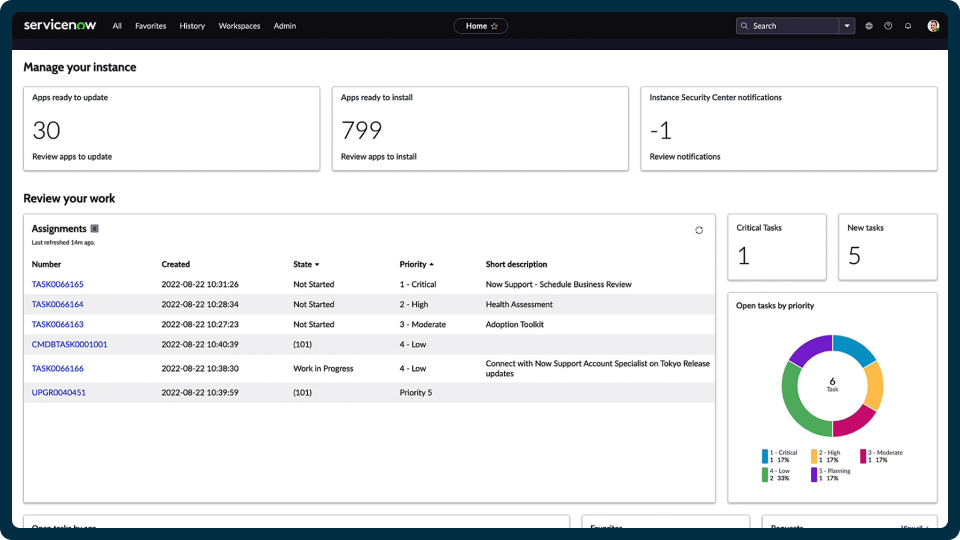 servicenow All Favorites History Workspaces Admin Home Search
Manage your instance
Apps ready to update
30
Review apps to update
Apps ready to install
799
Review apps to install
Instance Security Center notifications
-1
Review notifications
Review your work
Assignments 6
Last refreshed 14m ago.
Number Created State Priority Short description
TASK0066165 2022-08-22 10:31:26 Not Started 1 - Critical Now Support - Schedule Business Review
TASK0066164 2022-08-22 10:28:34 Not Started 2 - High Health Assessment
TASK0066163 2022-08-22 10:27:23 Not Started 3 - Moderate Adoption Toolkit
CMDBTASK0001001 2022-08-22 10:40:39 (101) 4 - Low
TASK0066166 2022-08-22 10:38:30 Work in Progress 4 - Low Connect with Now Support Account Specialist on Tokyo Release
updates
UPGR0040451 2022-08-22 10:39:59 (101) Priority 5
Critical Tasks
1
New tasks
5
Open tasks by priority
6
Task
1 - Critical
1 17%
2 - High
1 17%
3 - Moderate
1 17%
4 - Low
2 33%
5 - Planning
1 17%
Open tasks by age
Favorites
Requests
View all